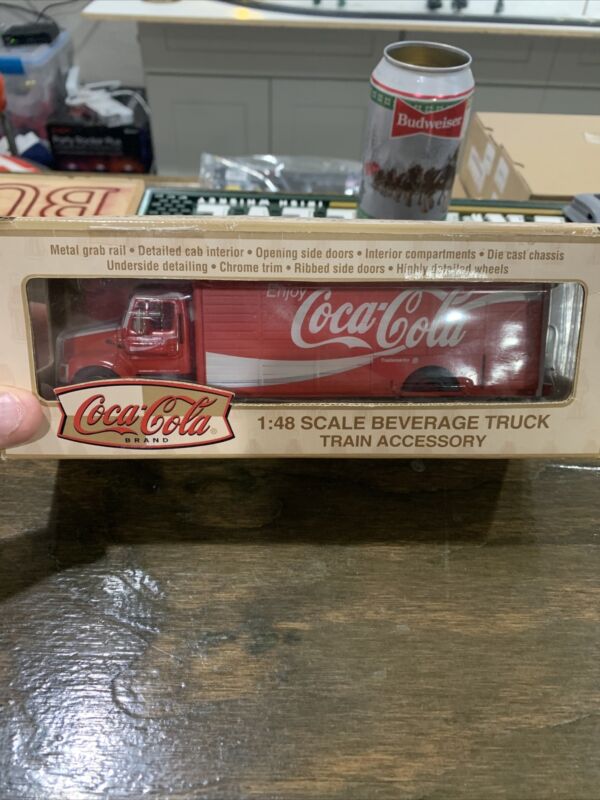 Budweiser
BU
Metal grab rail • Detailed cab interior • Opening side doors • Interior compartments • Die cast chassis
Underside detailing • Chrome trim • Ribbed side doors • Highly detailed wheels
Enjoy
Coca-Cola
Trademark ®
Coca-Cola®
BRAND
1:48 SCALE BEVERAGE TRUCK
TRAIN ACCESSORY